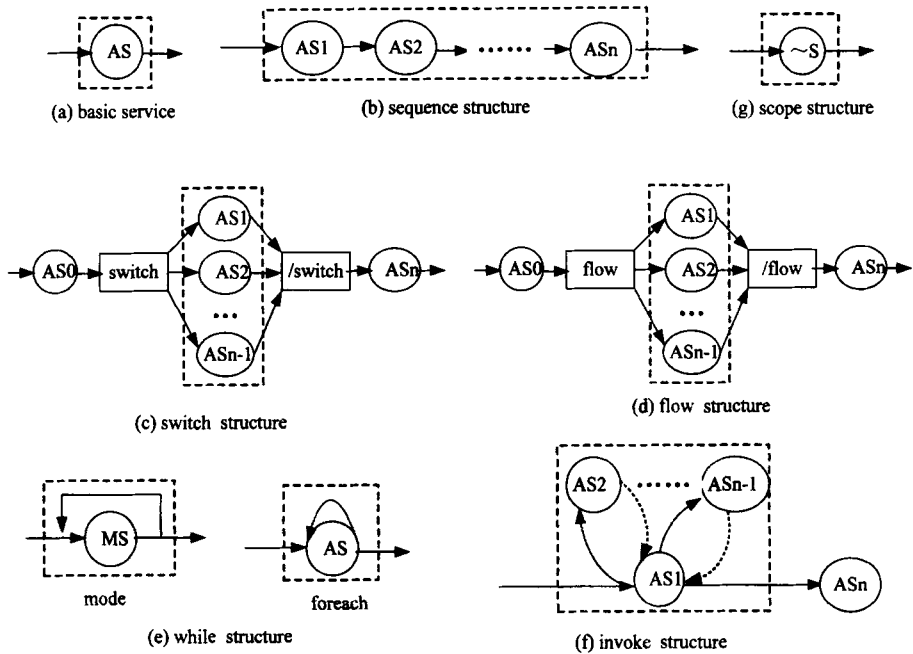 AS
AS1 AS2 ...... ASn
~S
(a) basic service
(b) sequence structure
(g) scope structure
AS0 switch AS1 AS2 ... ASn-1 /switch ASn
(c) switch structure
AS0 flow AS1 AS2 ... ASn-1 /flow ASn
(d) flow structure
MS
mode
AS
foreach
(e) while structure
AS2 ...... ASn-1
AS1
ASn
(f) invoke structure